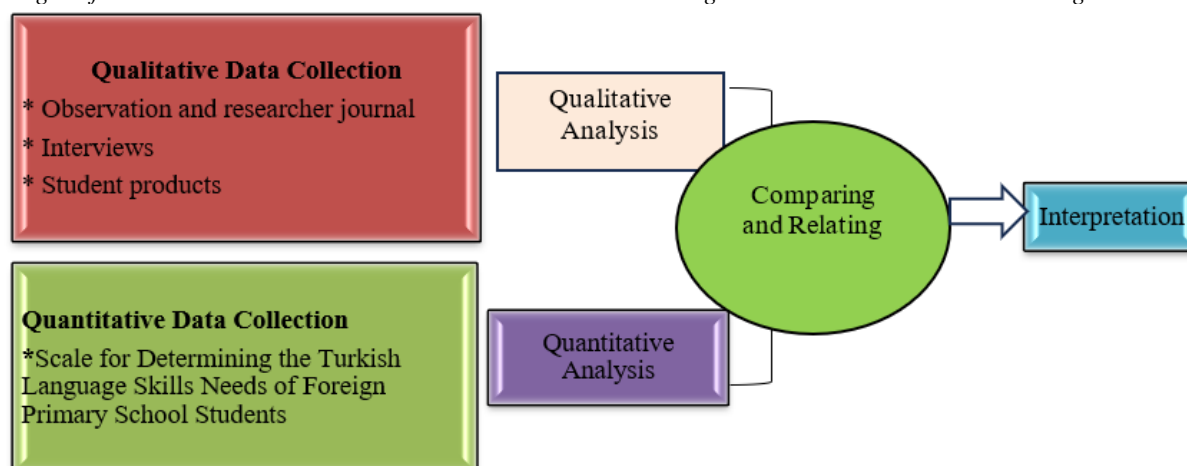 Qualitative Data Collection
* Observation and researcher journal
* Interviews
* Student products
Qualitative
Analysis
Comparing
and Relating
Interpretation
Quantitative Data Collection
*Scale for Determining the Turkish
Language Skills Needs of Foreign
Primary School Students
Quantitative
Analysis